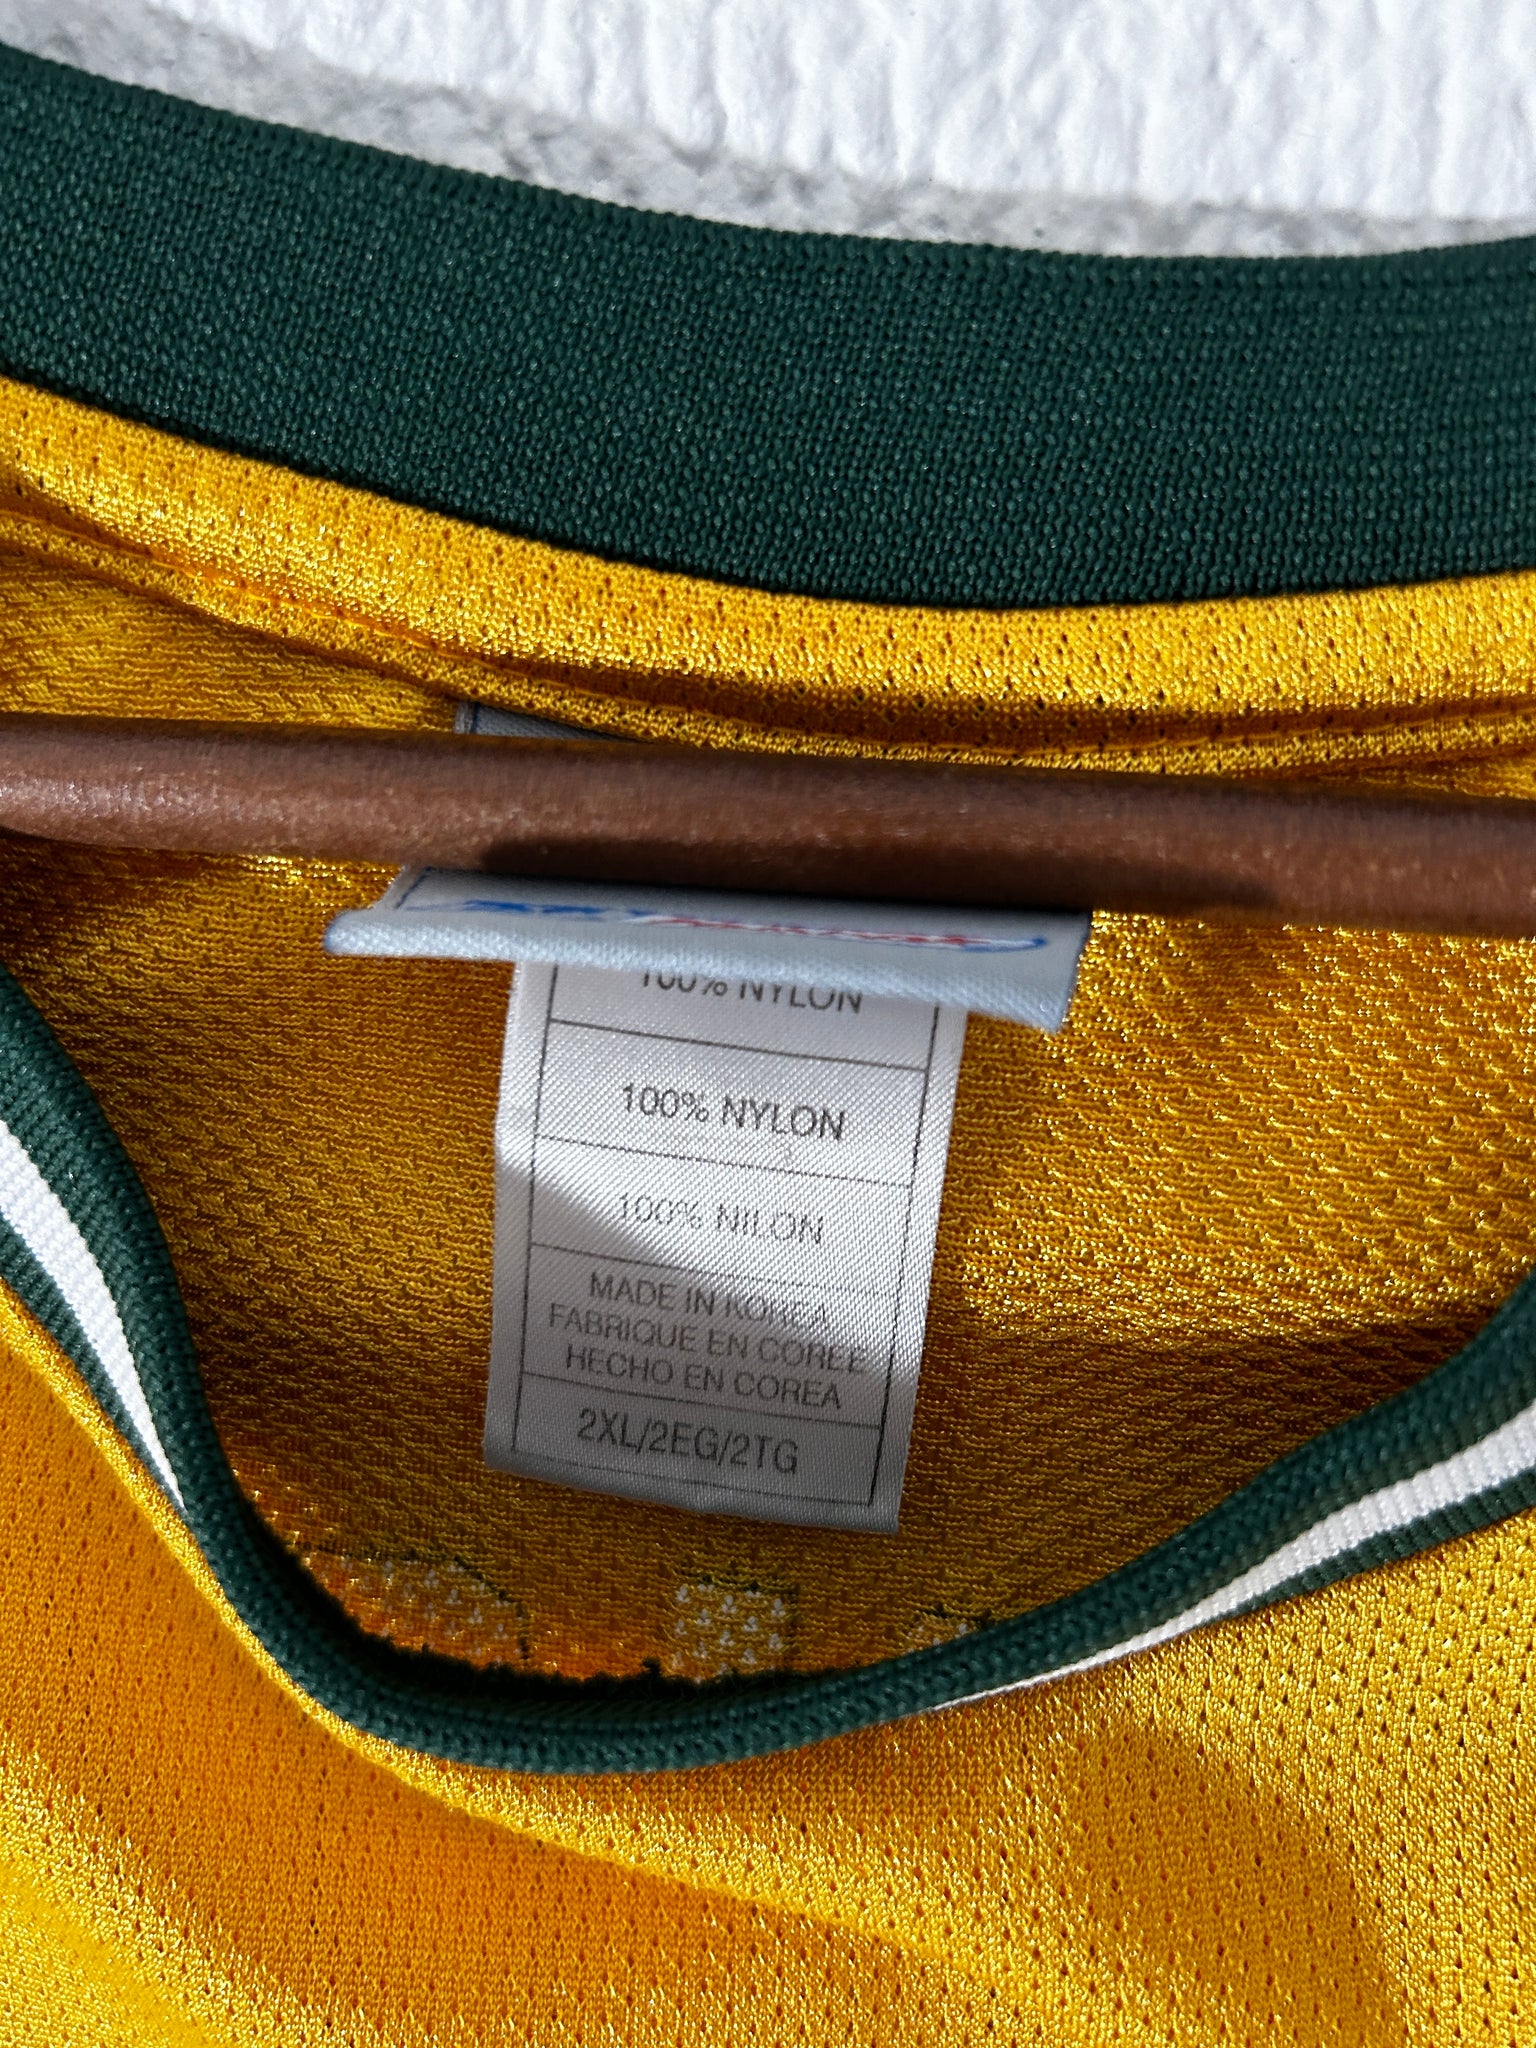 100% NYLON
100% NYLON
100% NILON
MADE IN KOREA
FABRIQUE EN COREE
HECHO EN COREA
2XL/2EG/2TG